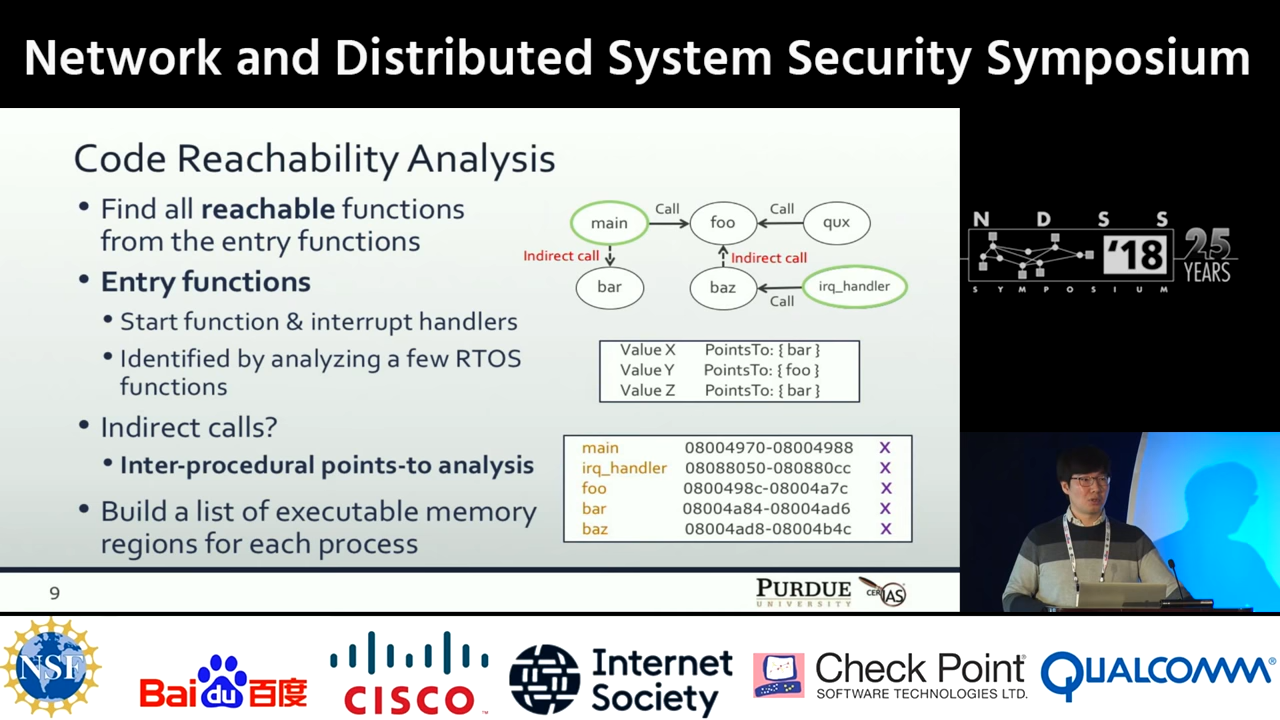 Network and Distributed System Security Symposium
Code Reachability Analysis
• Find all reachable functions
from the entry functions
• Entry functions
• Start function & interrupt handlers
• Identified by analyzing a few RTOS
functions
• Indirect calls?
• Inter-procedural points-to analysis
• Build a list of executable memory
regions for each process
main Call foo Call qux
Indirect call Indirect call
bar baz Call irq_handler
Value X PointsTo: { bar }
Value Y PointsTo: { foo }
Value Z PointsTo: { bar }
main 08004970-08004988 X
irq_handler 08088050-080880cc X
foo 0800498c-08004a7c X
bar 08004a84-08004ad6 X
baz 08004ad8-08004b4c X
9
PURDUE
UNIVERSITY
CERIAS
N D S S
'18
SYMPOSIUM
25
YEARS
NSF
Bai du 百度
CISCO
Internet
Society
Check Point
SOFTWARE TECHNOLOGIES LTD.
QUALCOMM